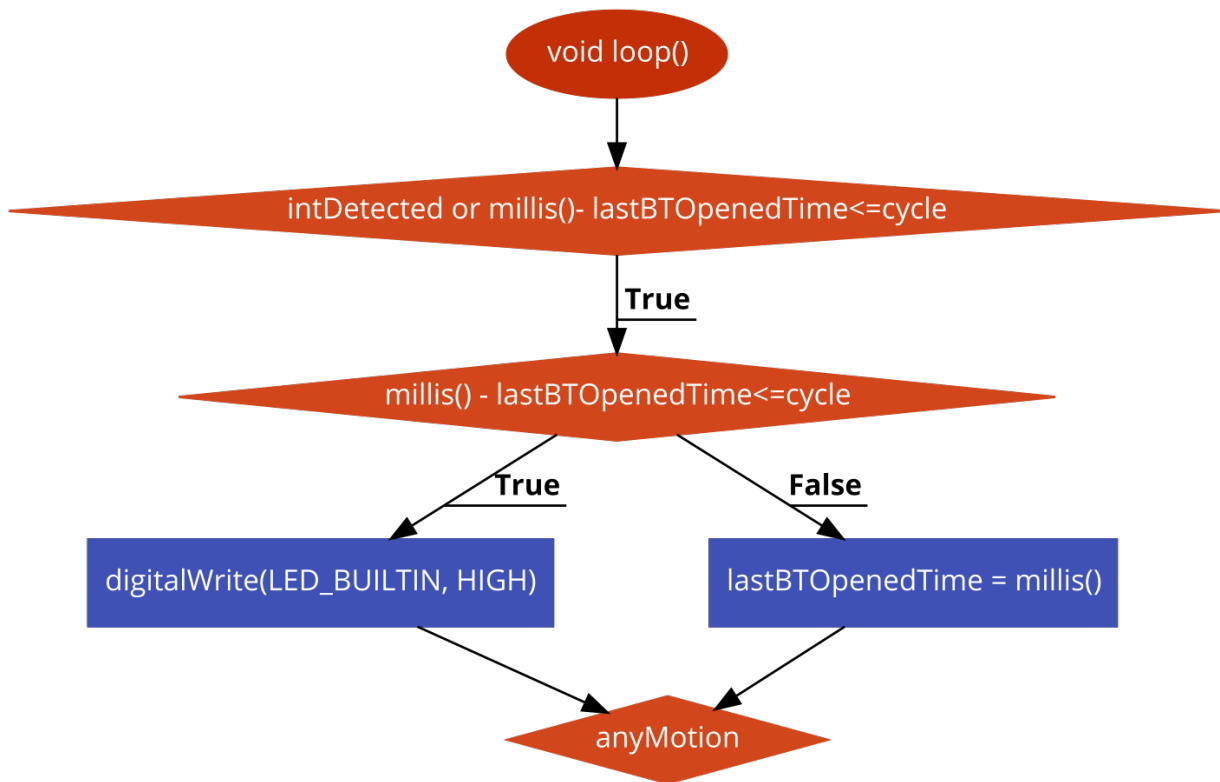 void loop()
intDetected or millis()- lastBTOpenedTime<=cycle
True
millis() - lastBTOpenedTime<=cycle
True
False
digitalWrite(LED_BUILTIN, HIGH)
lastBTOpenedTime = millis()
anyMotion